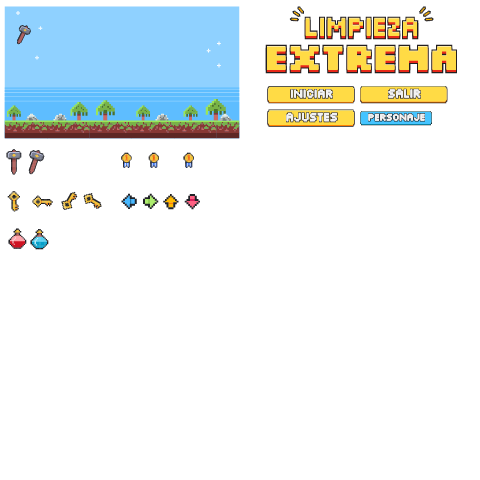 LIMPIEZA
EXTREMA
INICIAR
SALIR
AJUSTES
PERSONAJE